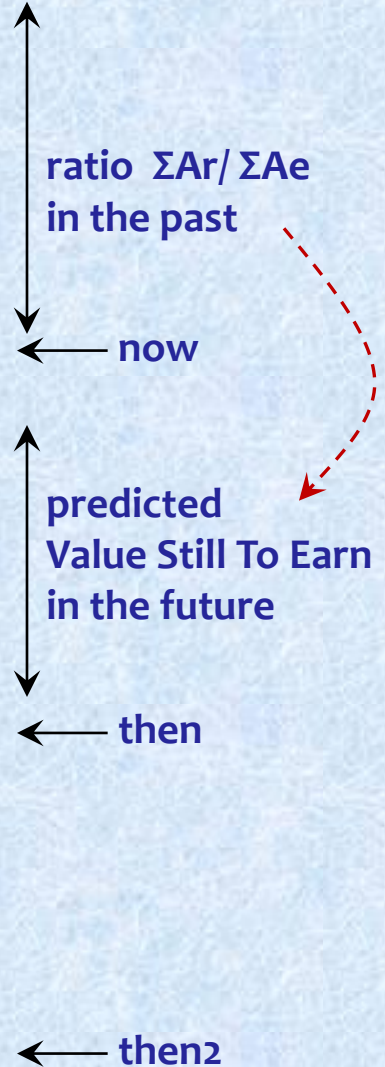 ratio ΣAr/ ΣAe
in the past
now
predicted
Value Still To Earn
in the future
then
then2